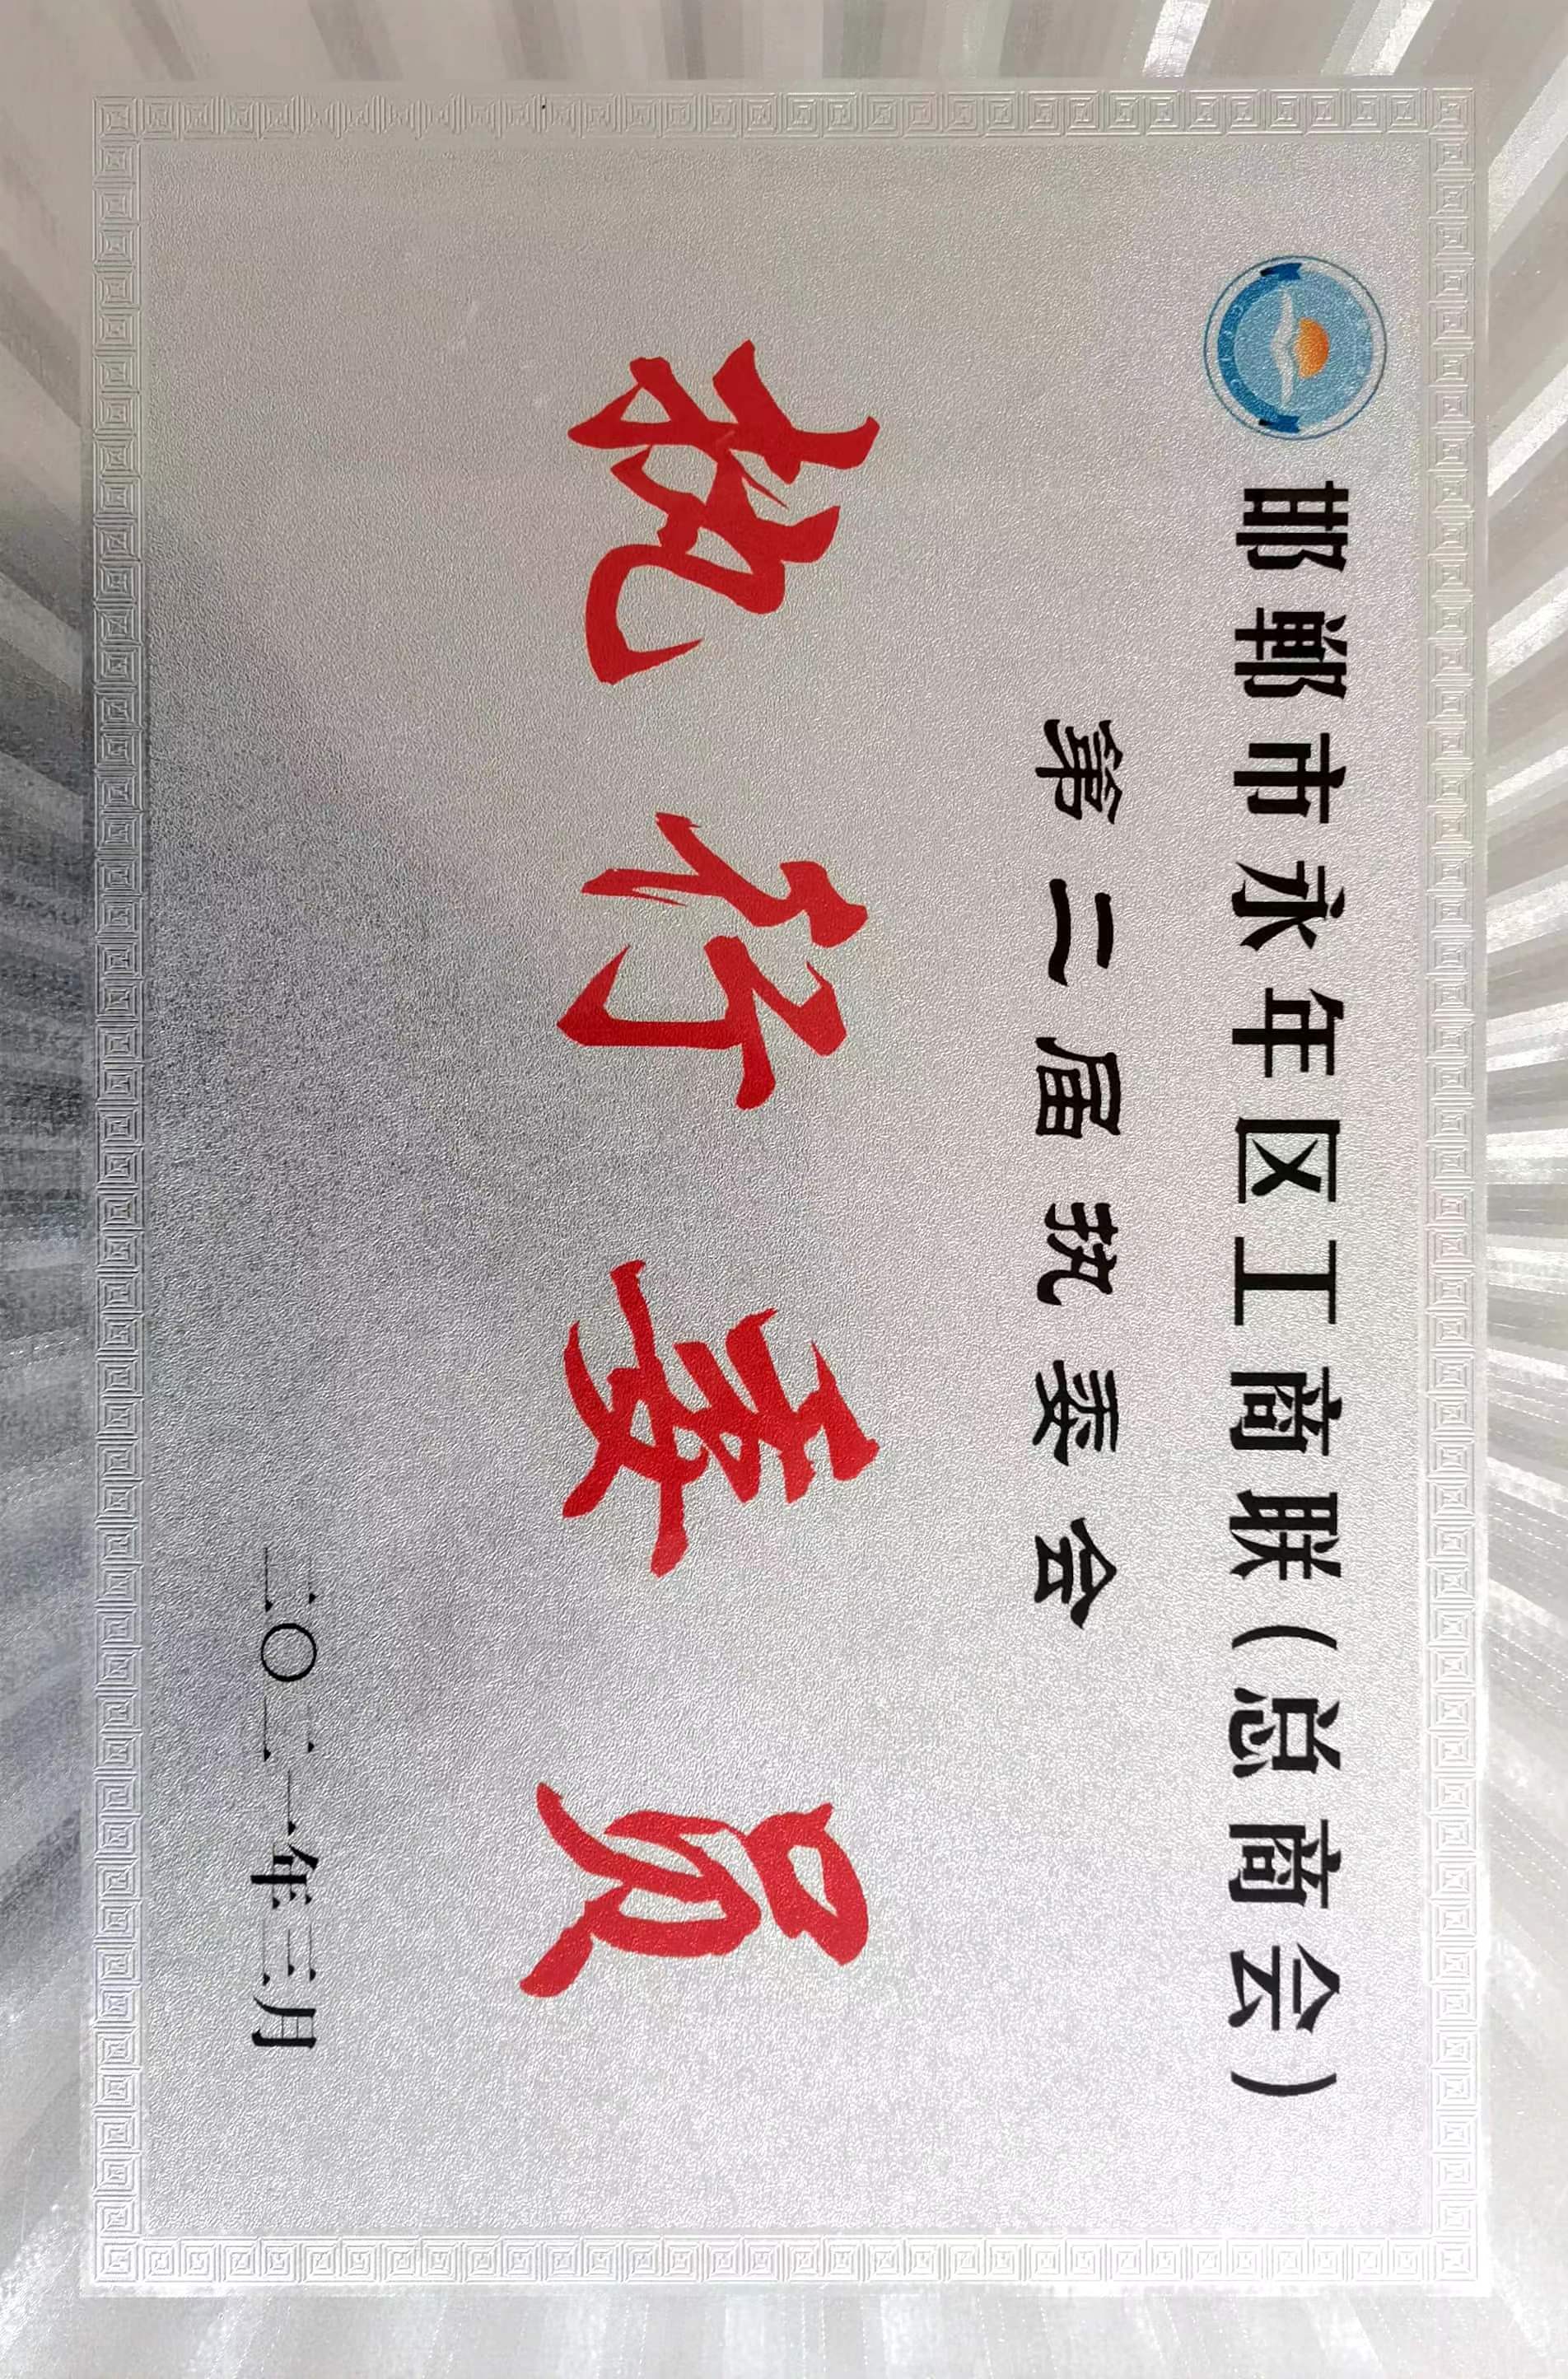 邯郸市永年区工商联(总商会)
第二届执委会
执行委员
二〇二一年三月